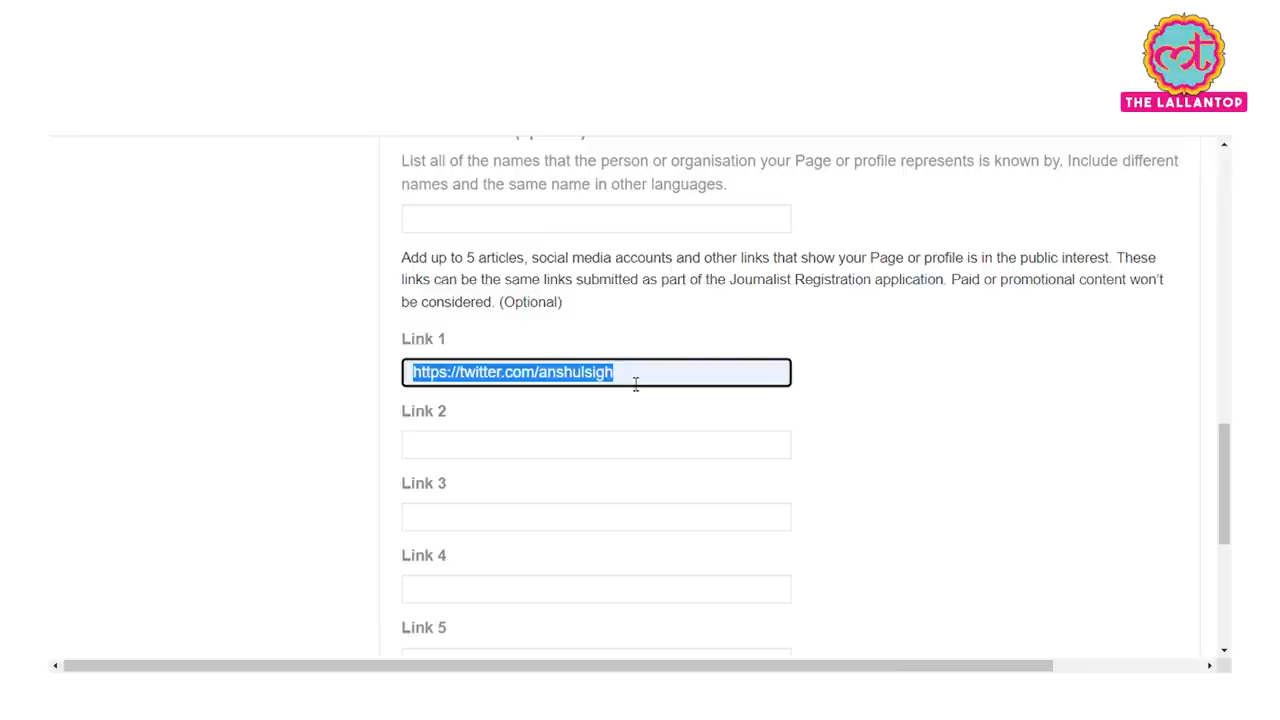 मत
THE LALLANTOP
List all of the names that the person or organisation your Page or profile represents is known by. Include different
names and the same name in other languages.
Add up to 5 articles, social media accounts and other links that show your Page or profile is in the public interest. These
links can be the same links submitted as part of the Journalist Registration application. Paid or promotional content won't
be considered. (Optional)
Link 1
https://twitter.com/anshulsigh
Link 2
Link 3
Link 4
Link 5